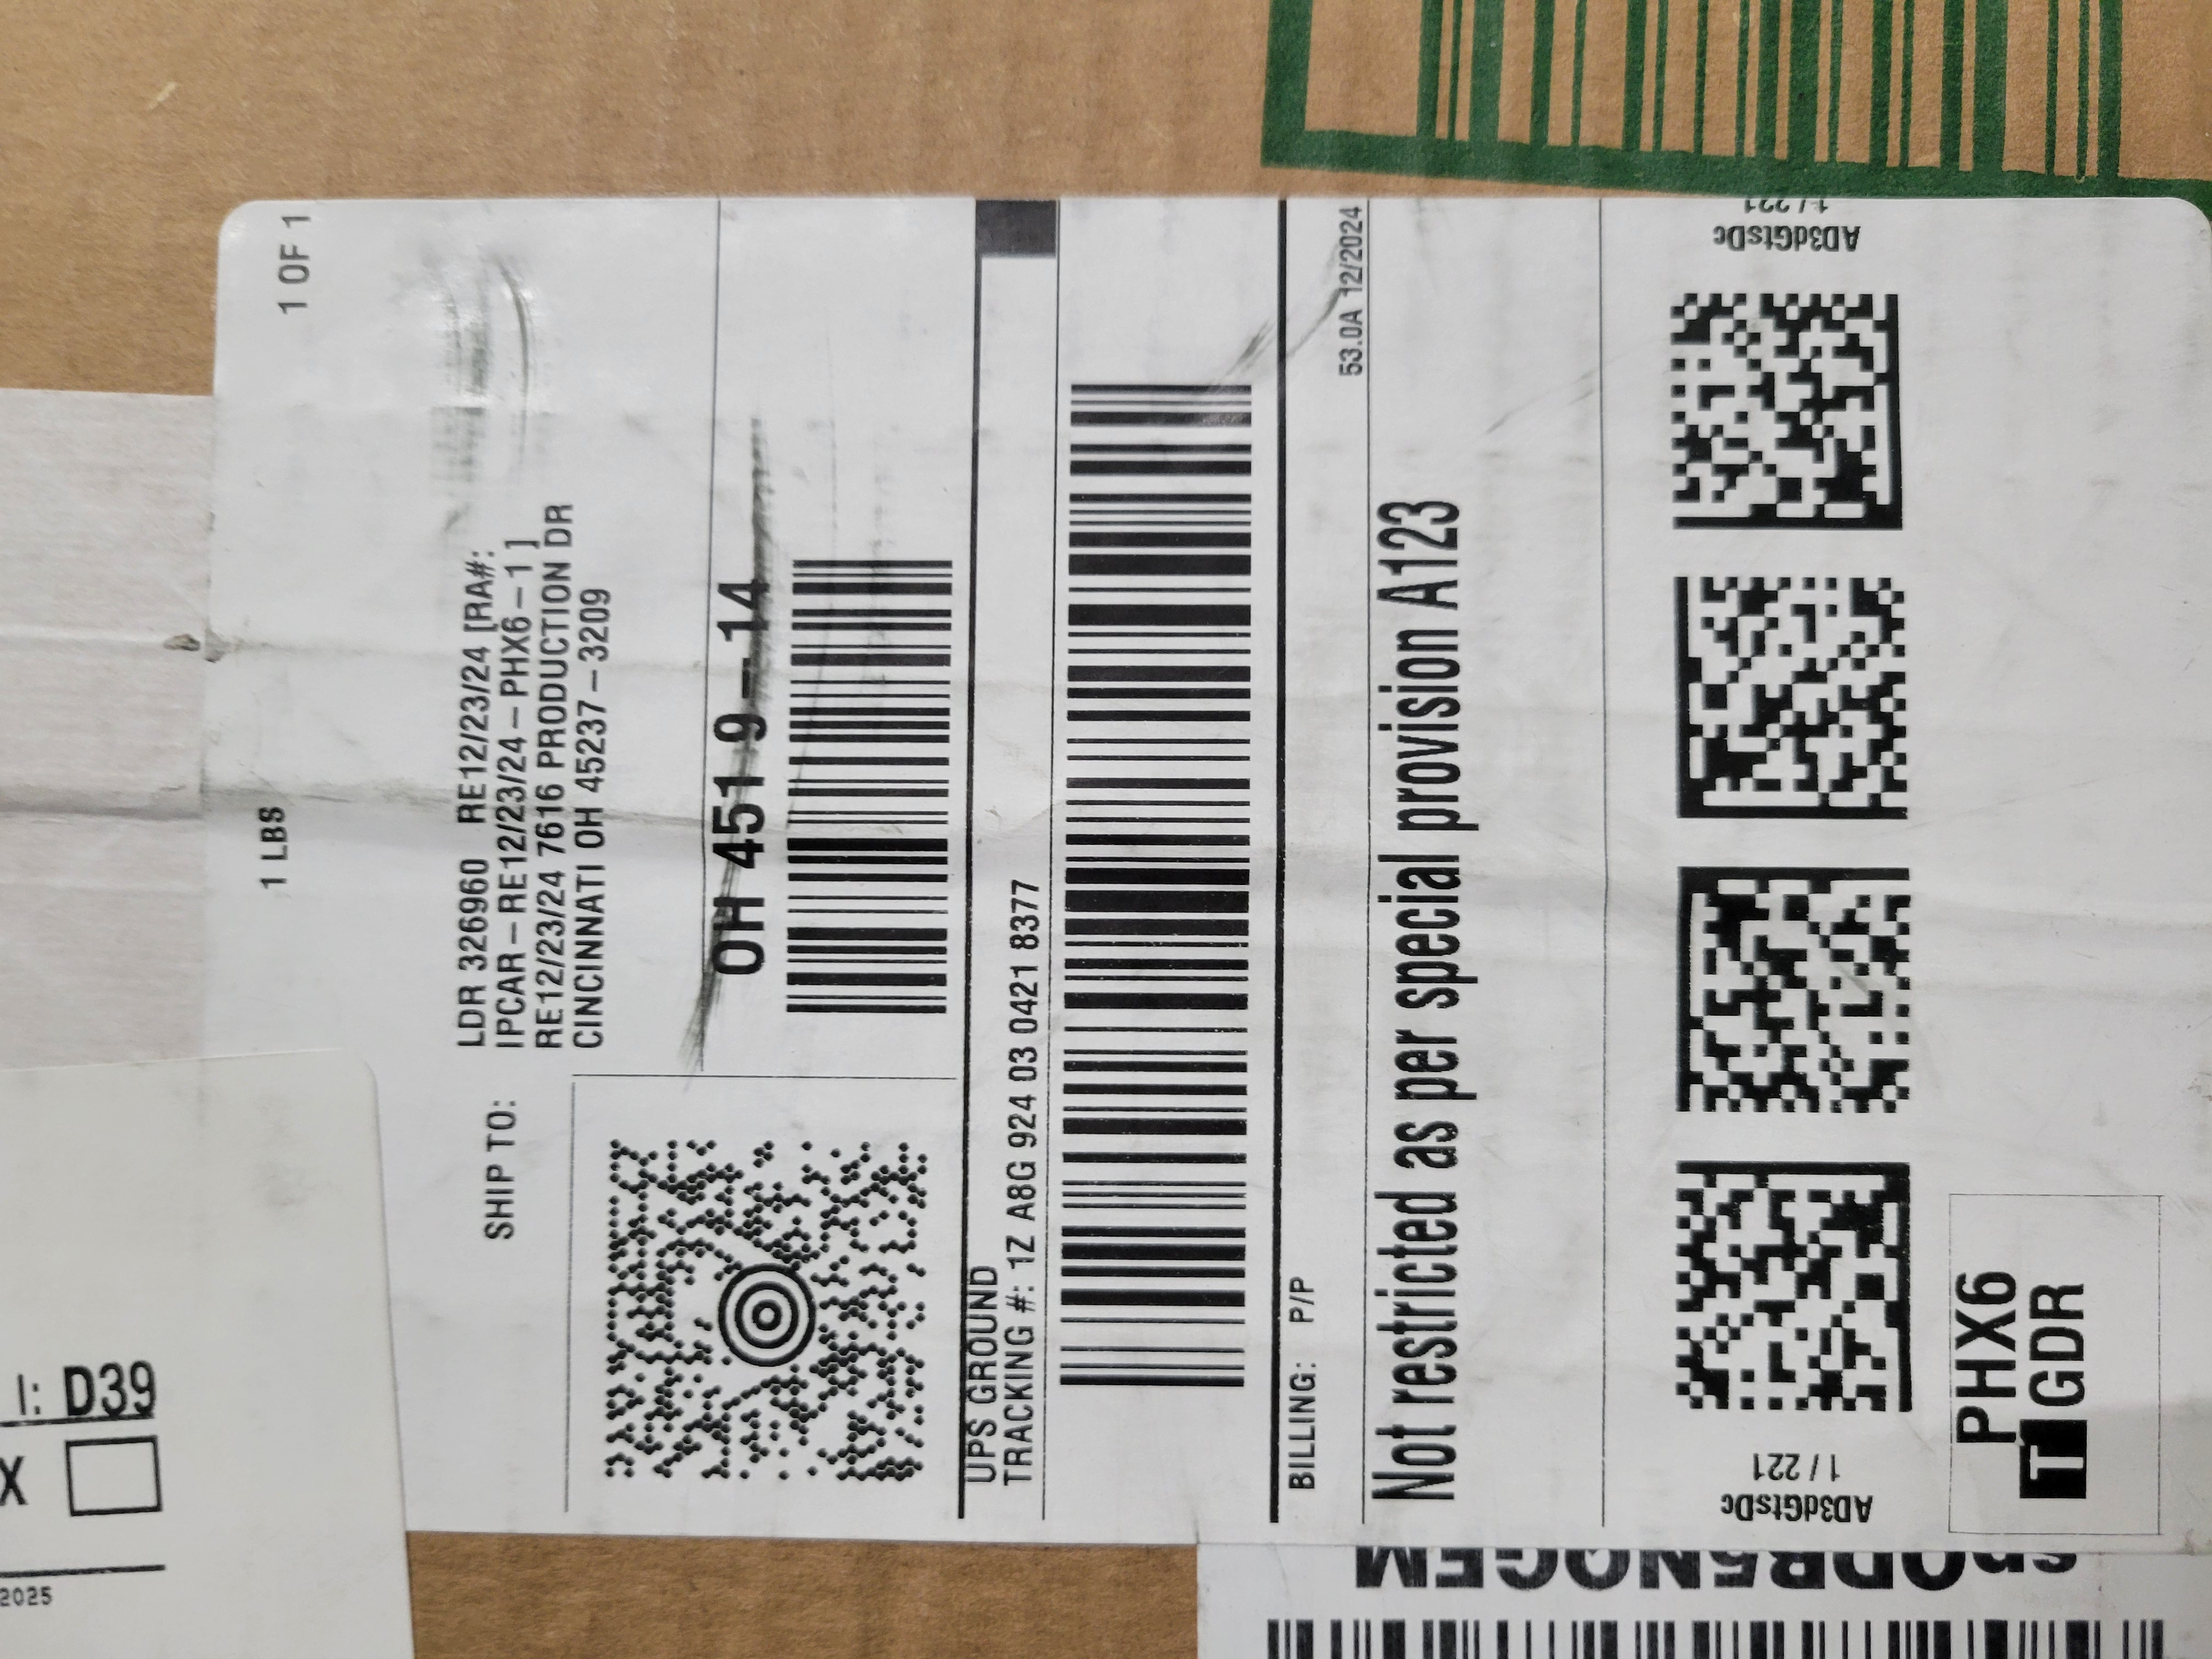 1 LBS
1 OF 1
SHIP TO:
LDR 326960 RE12/23/24 [RA#:
IPCAR-RE12/23/24-PHX6-1 ]
RE12/23/24 7616 PRODUCTION DR
CINCINNATI OH 45237-3209
OH 451 9-14
UPS GROUND
TRACKING #: 1Z A8G 924 03 0421 8377
BILLING: P/P
53.0A 12/2024
Not restricted as per special provision A123
AD3dGtsDc
1 / 221
AD3dGtsDc
1 / 221
PHX6
T GDR
I: D39
X
2025
spODR5NQGEM